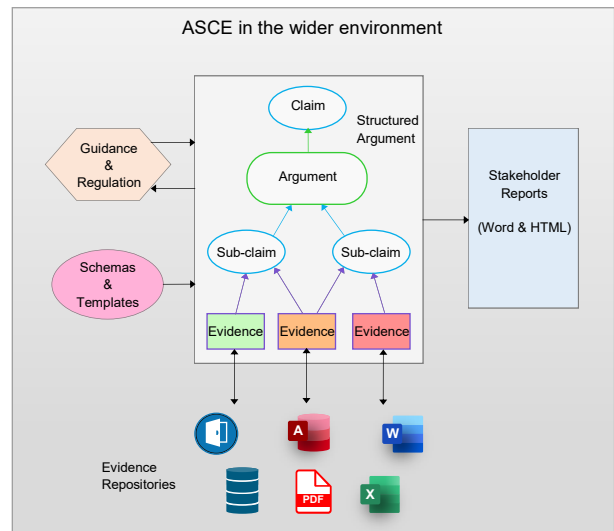 ASCE in the wider environment
Claim
Structured
Argument
Guidance
&
Regulation
Argument
Stakeholder
Reports
(Word & HTML)
Sub-claim
Sub-claim
Schemas
&
Templates
Evidence
Evidence
Evidence
A
W
Evidence
Repositories
PDF
X